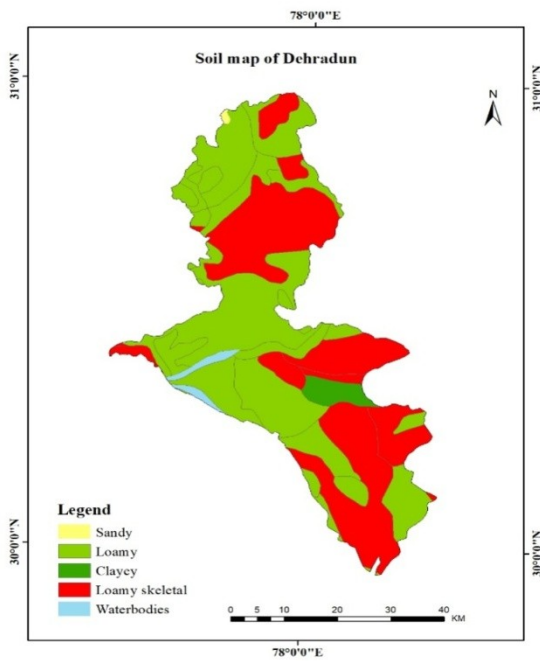 78°0'0"E
Soil map of Dehradun
31°0'0"N
31°0'0"N
N
Legend
Sandy
Loamy
Clayey
Loamy skeletal
Waterbodies
30°0'0"N
30°0'0"N
0 5 10 20 30 40
KM
78°0'0"E